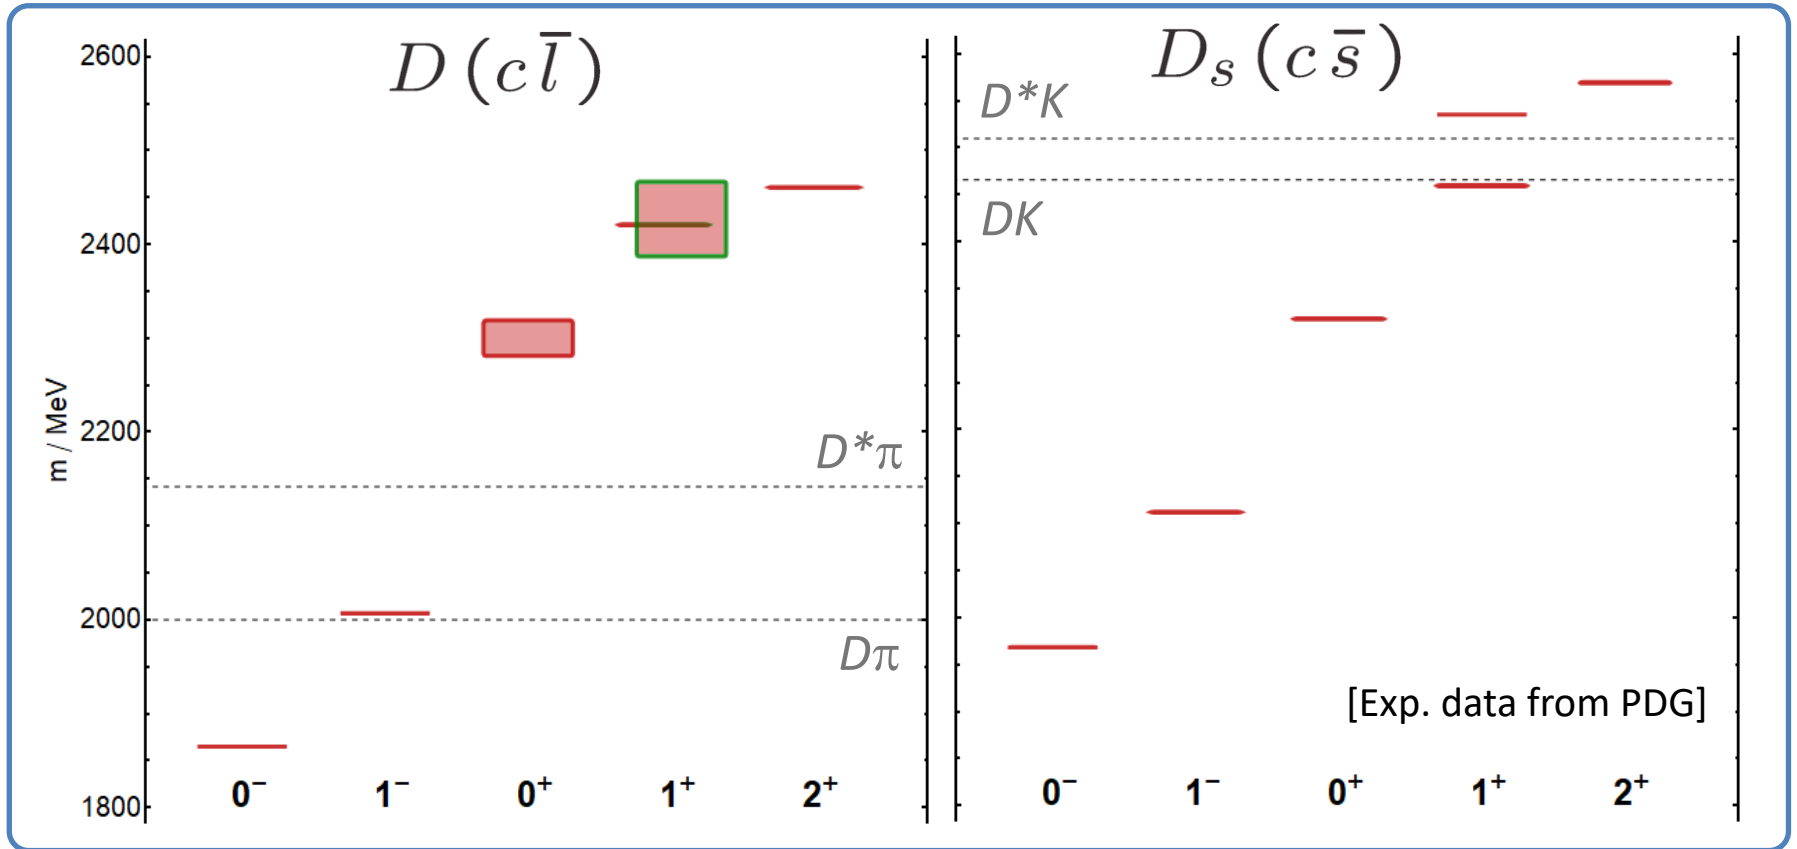 D (c l̅ )
D_s (c s̅ )
2600
2400
2200
2000
1800
m / MeV
D*π
Dπ
0⁻ 1⁻ 0⁺ 1⁺ 2⁺
D*K
DK
[Exp. data from PDG]
0⁻ 1⁻ 0⁺ 1⁺ 2⁺